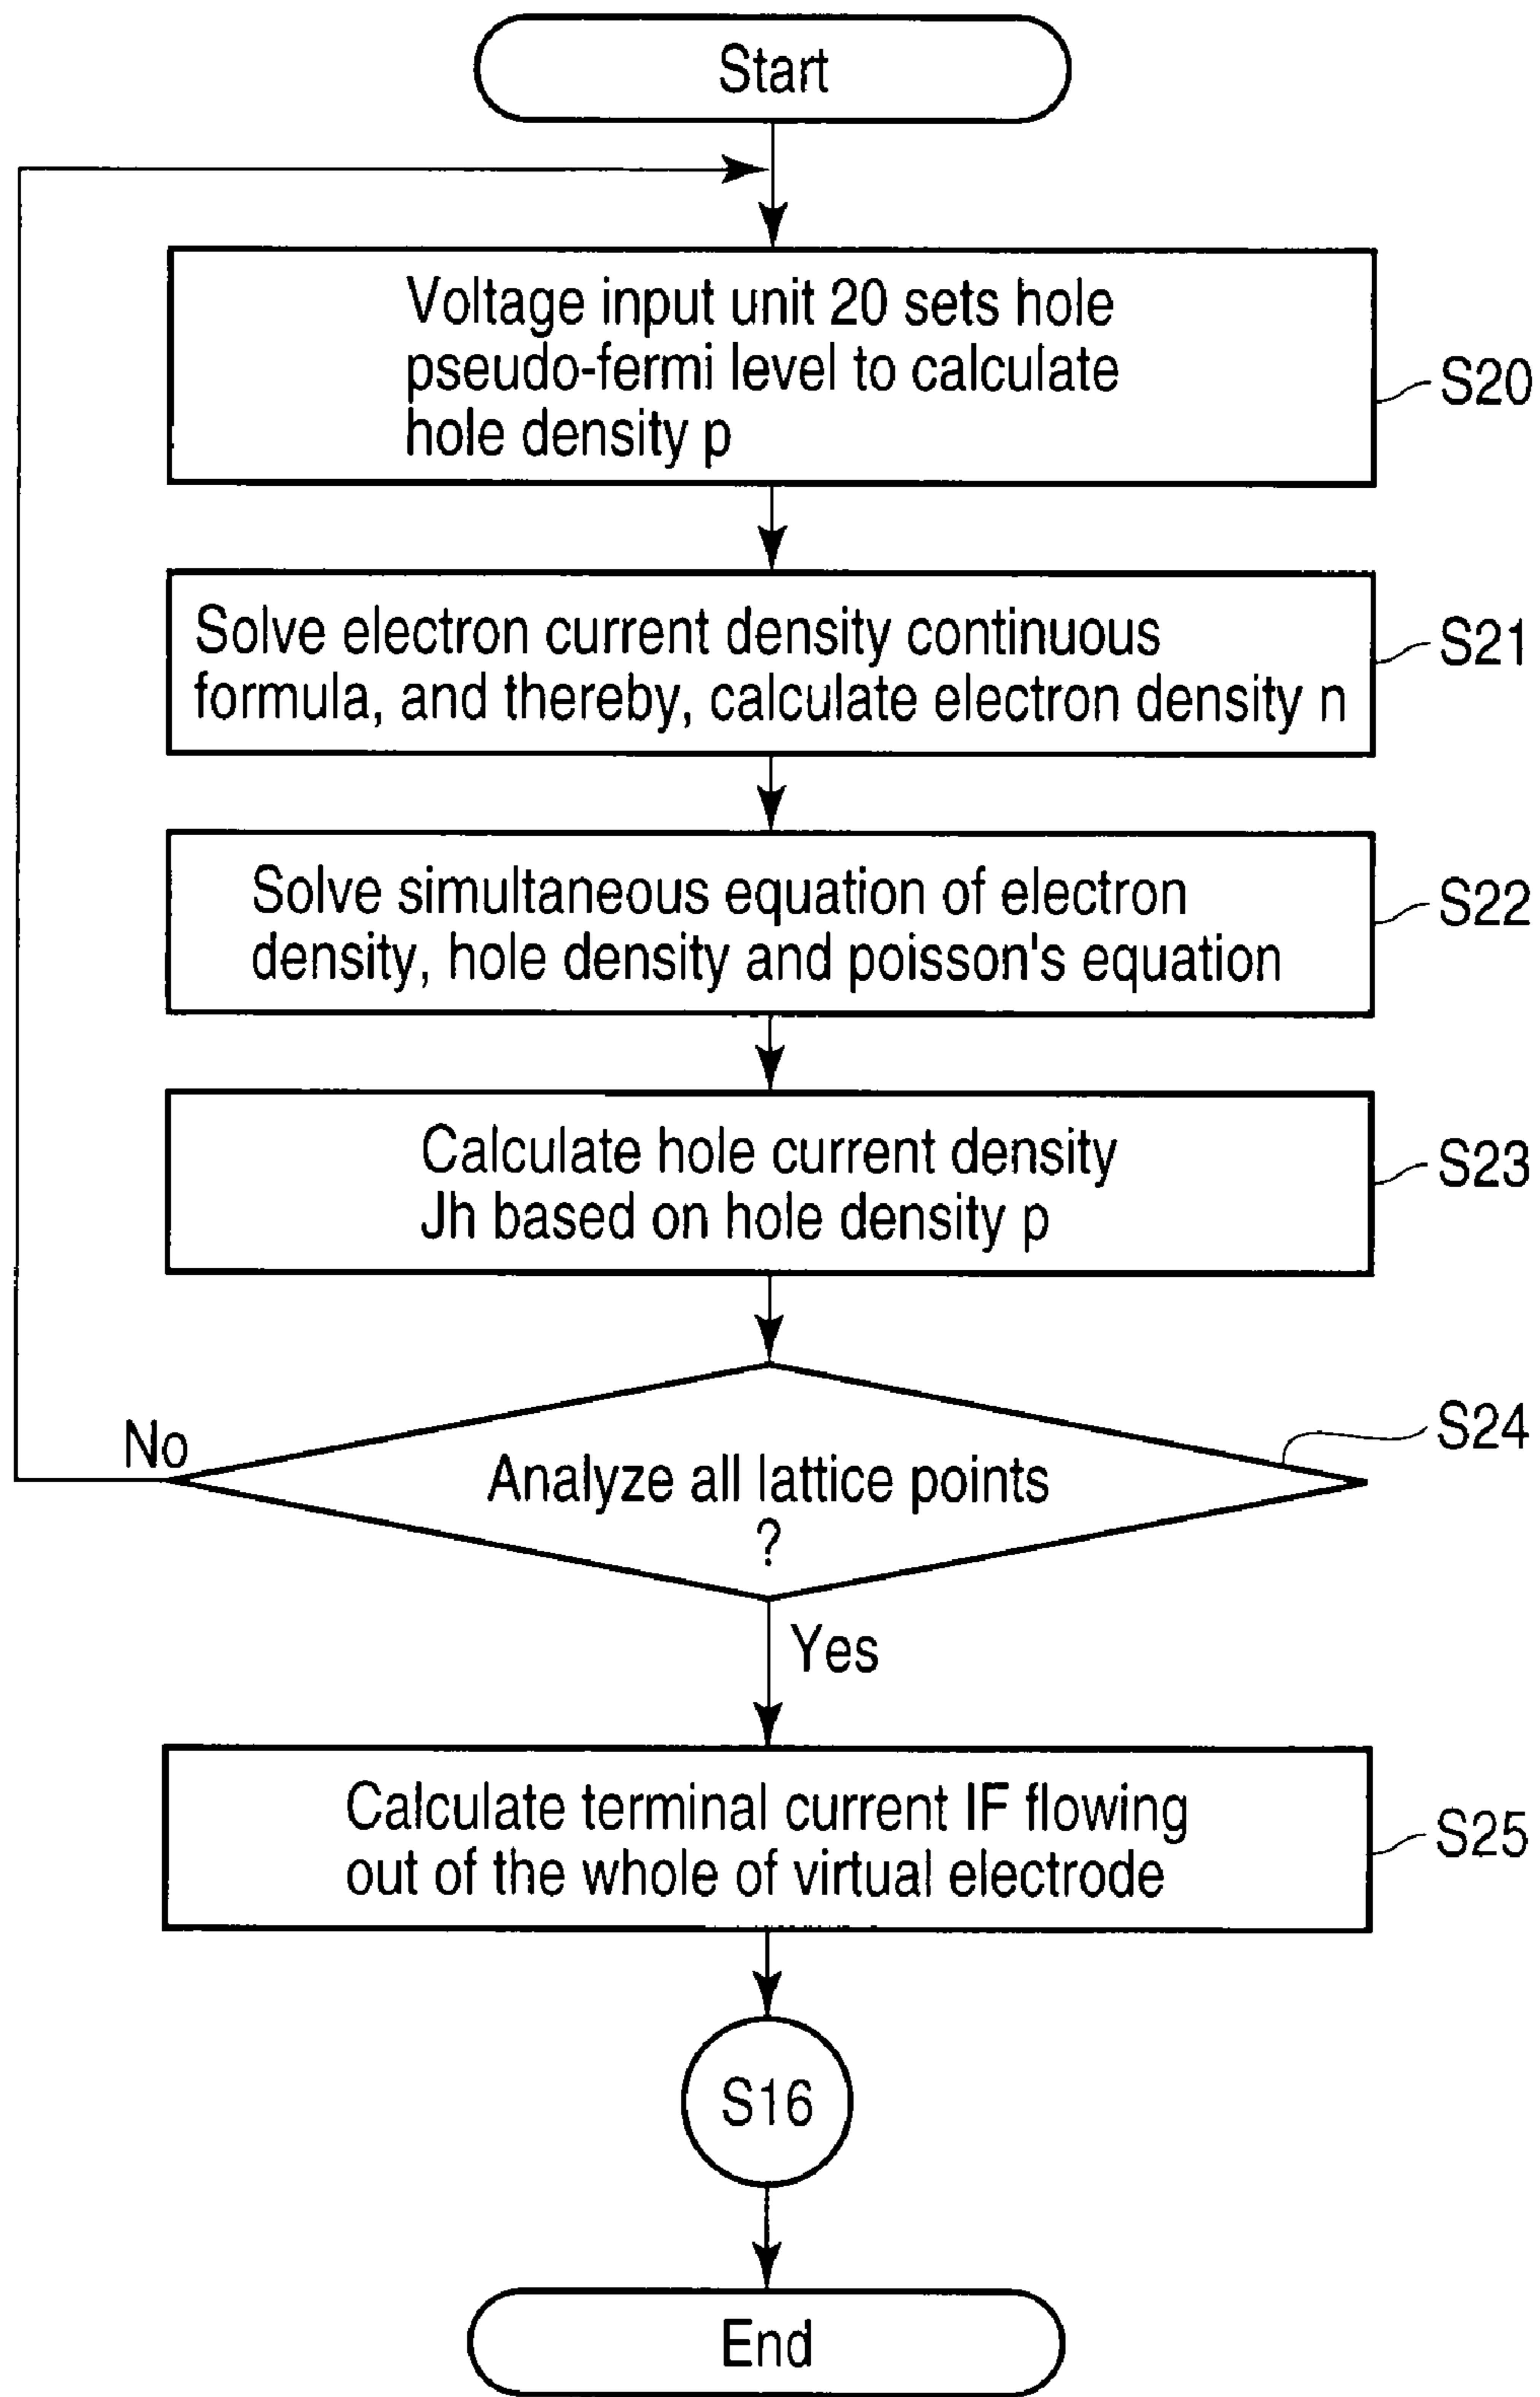 Start
Voltage input unit 20 sets hole
pseudo-fermi level to calculate
hole density p
S20
Solve electron current density continuous
formula, and thereby, calculate electron density n
S21
Solve simultaneous equation of electron
density, hole density and poisson's equation
S22
Calculate hole current density
Jh based on hole density p
S23
No
Analyze all lattice points
?
S24
Yes
Calculate terminal current IF flowing
out of the whole of virtual electrode
S25
S16
End